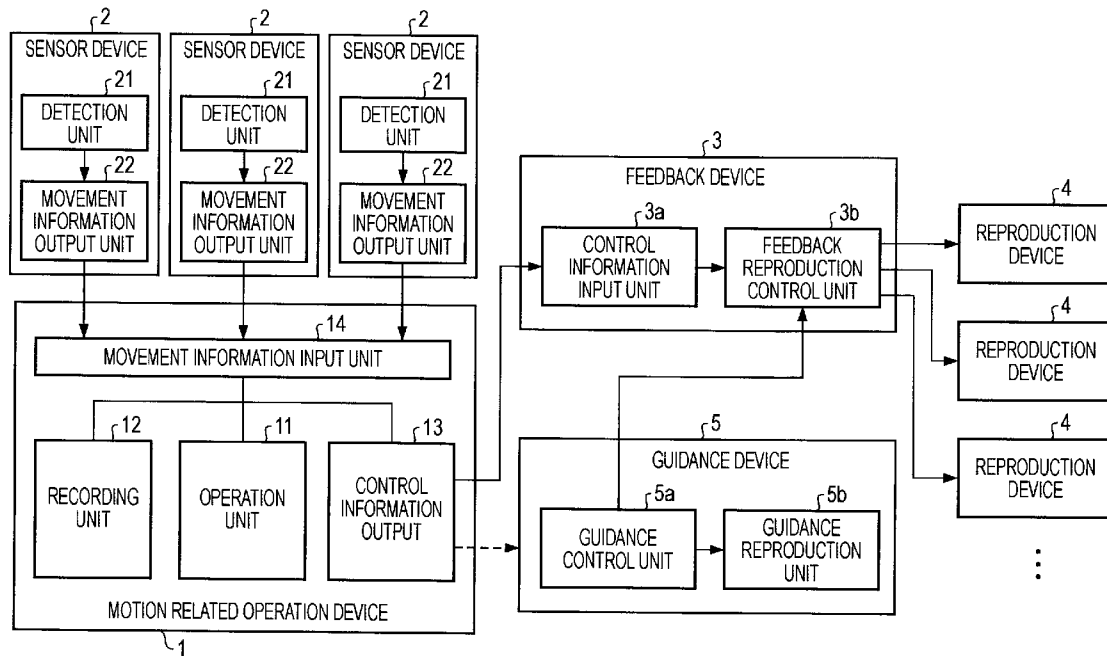 2
SENSOR DEVICE
21
DETECTION
UNIT
22
MOVEMENT
INFORMATION
OUTPUT UNIT
2
SENSOR DEVICE
21
DETECTION
UNIT
22
MOVEMENT
INFORMATION
OUTPUT UNIT
2
SENSOR DEVICE
21
DETECTION
UNIT
22
MOVEMENT
INFORMATION
OUTPUT UNIT
14
MOVEMENT INFORMATION INPUT UNIT
12
RECORDING
UNIT
11
OPERATION
UNIT
13
CONTROL
INFORMATION
OUTPUT
MOTION RELATED OPERATION DEVICE
1
3
FEEDBACK DEVICE
3a
CONTROL
INFORMATION
INPUT UNIT
3b
FEEDBACK
REPRODUCTION
CONTROL UNIT
5
GUIDANCE DEVICE
5a
GUIDANCE
CONTROL UNIT
5b
GUIDANCE
REPRODUCTION
UNIT
4
REPRODUCTION
DEVICE
4
REPRODUCTION
DEVICE
4
REPRODUCTION
DEVICE